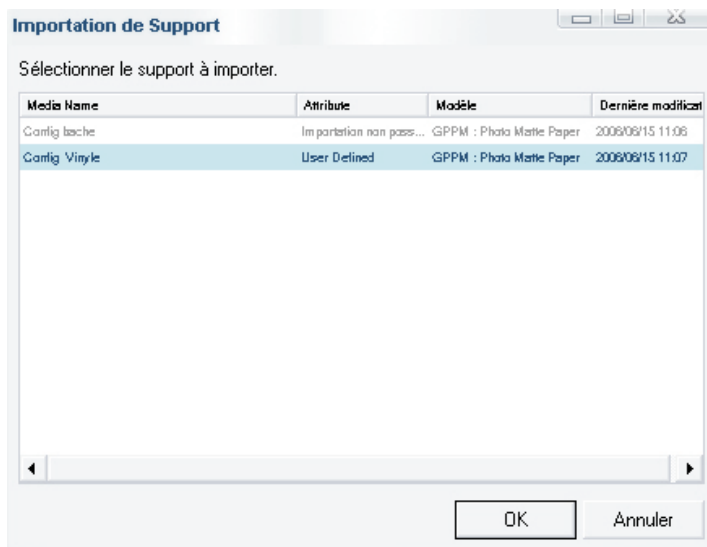 Importation de Support
Sélectionner le support à importer.
Media Name Attribute Modèle Dernière modificat
Config bache Importation non poss... GPPM : Photo Matte Paper 2006/06/15 11:06
Config Vinyle User Defined GPPM : Photo Matte Paper 2006/06/15 11:07
OK Annuler